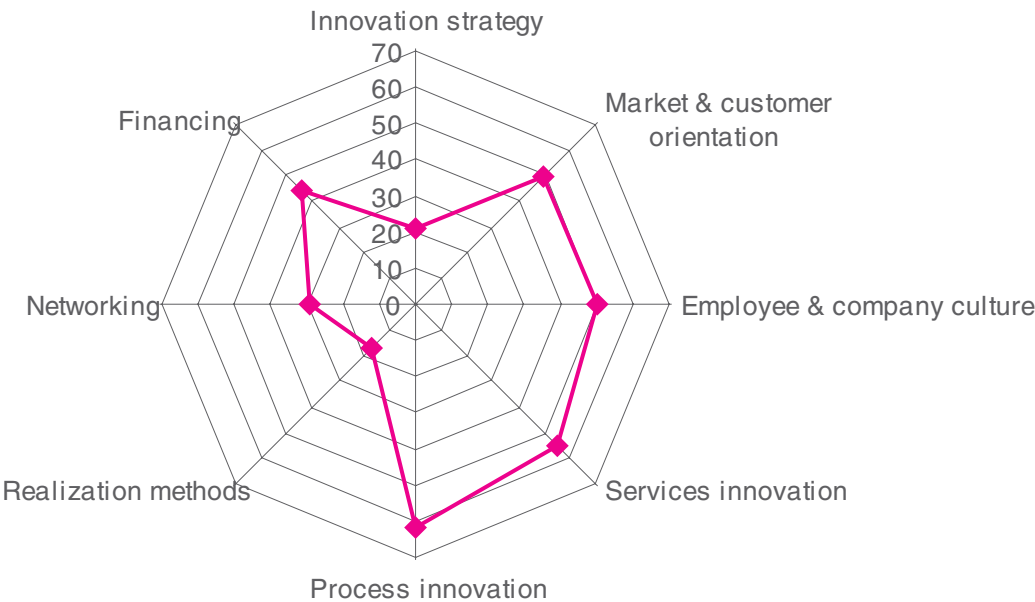 Innovation strategy
70
60
50
40
30
20
10
0
Market & customer
orientation
Employee & company culture
Services innovation
Process innovation
Realization methods
Networking
Financing